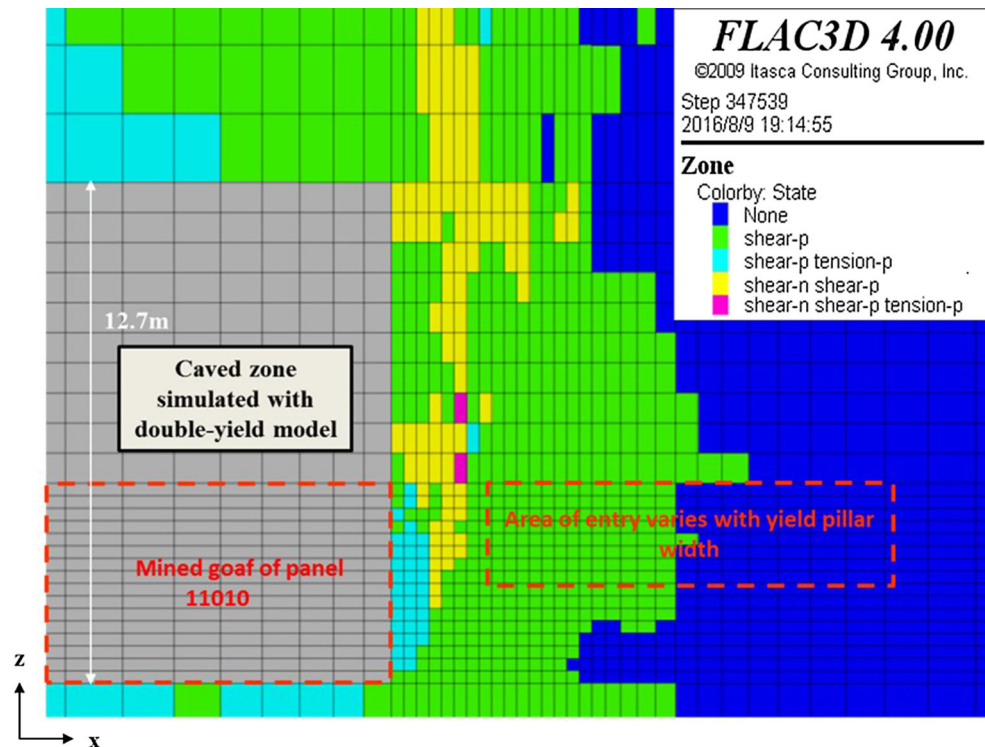 FLAC3D 4.00
©2009 Itasca Consulting Group, Inc.
Step 347539
2016/8/9 19:14:55
Zone
Colorby: State
None
shear-p
shear-p tension-p
shear-n shear-p
shear-n shear-p tension-p
12.7m
Caved zone
simulated with
double-yield model
Area of entry varies with yield pillar
width
Mined goaf of panel
11010
z
x